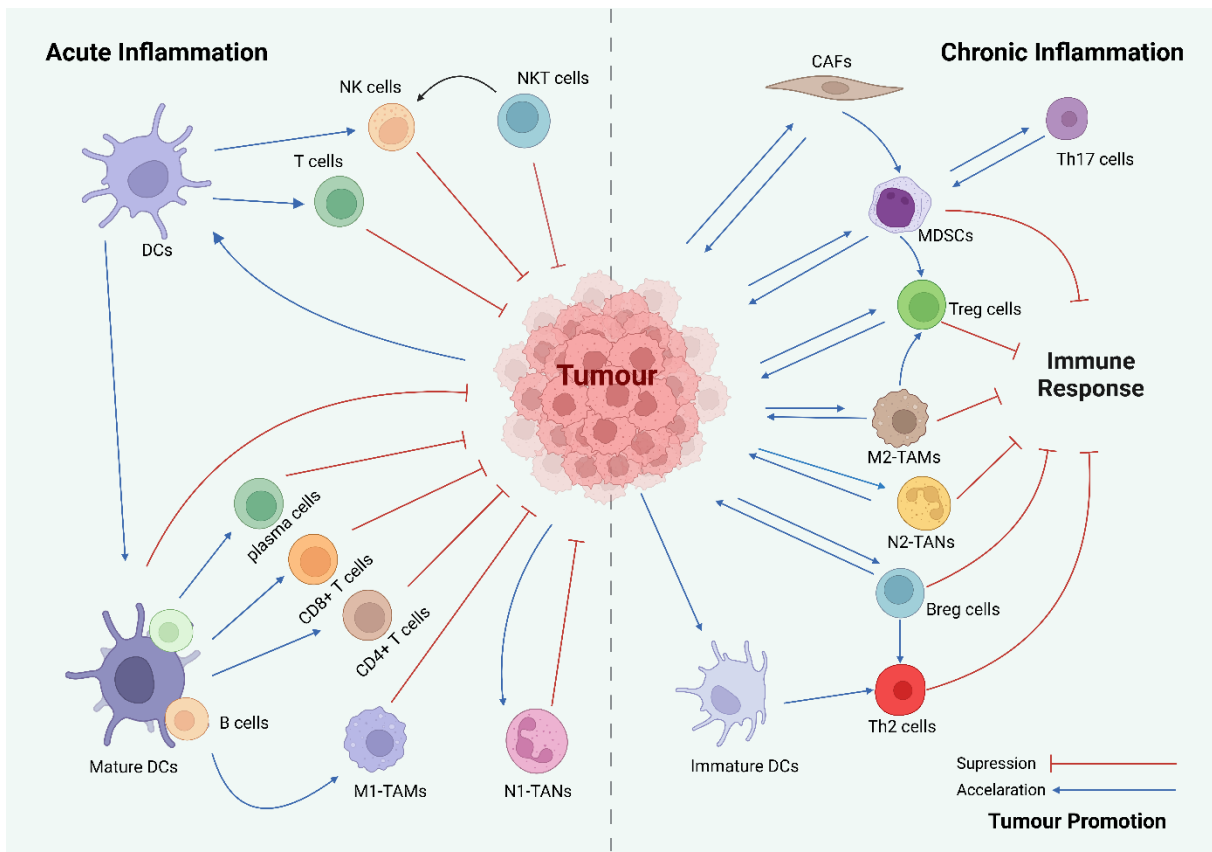 Acute Inflammation
NK cells
NKT cells
T cells
DCs
Tumour
plasma cells
CD8+ T cells
CD4+ T cells
B cells
Mature DCs
M1-TAMs
N1-TANs
Chronic Inflammation
CAFs
Th17 cells
MDSCs
Treg cells
Immune
Response
M2-TAMs
N2-TANs
Breg cells
Th2 cells
Immature DCs
Supression
Accelaration
Tumour Promotion